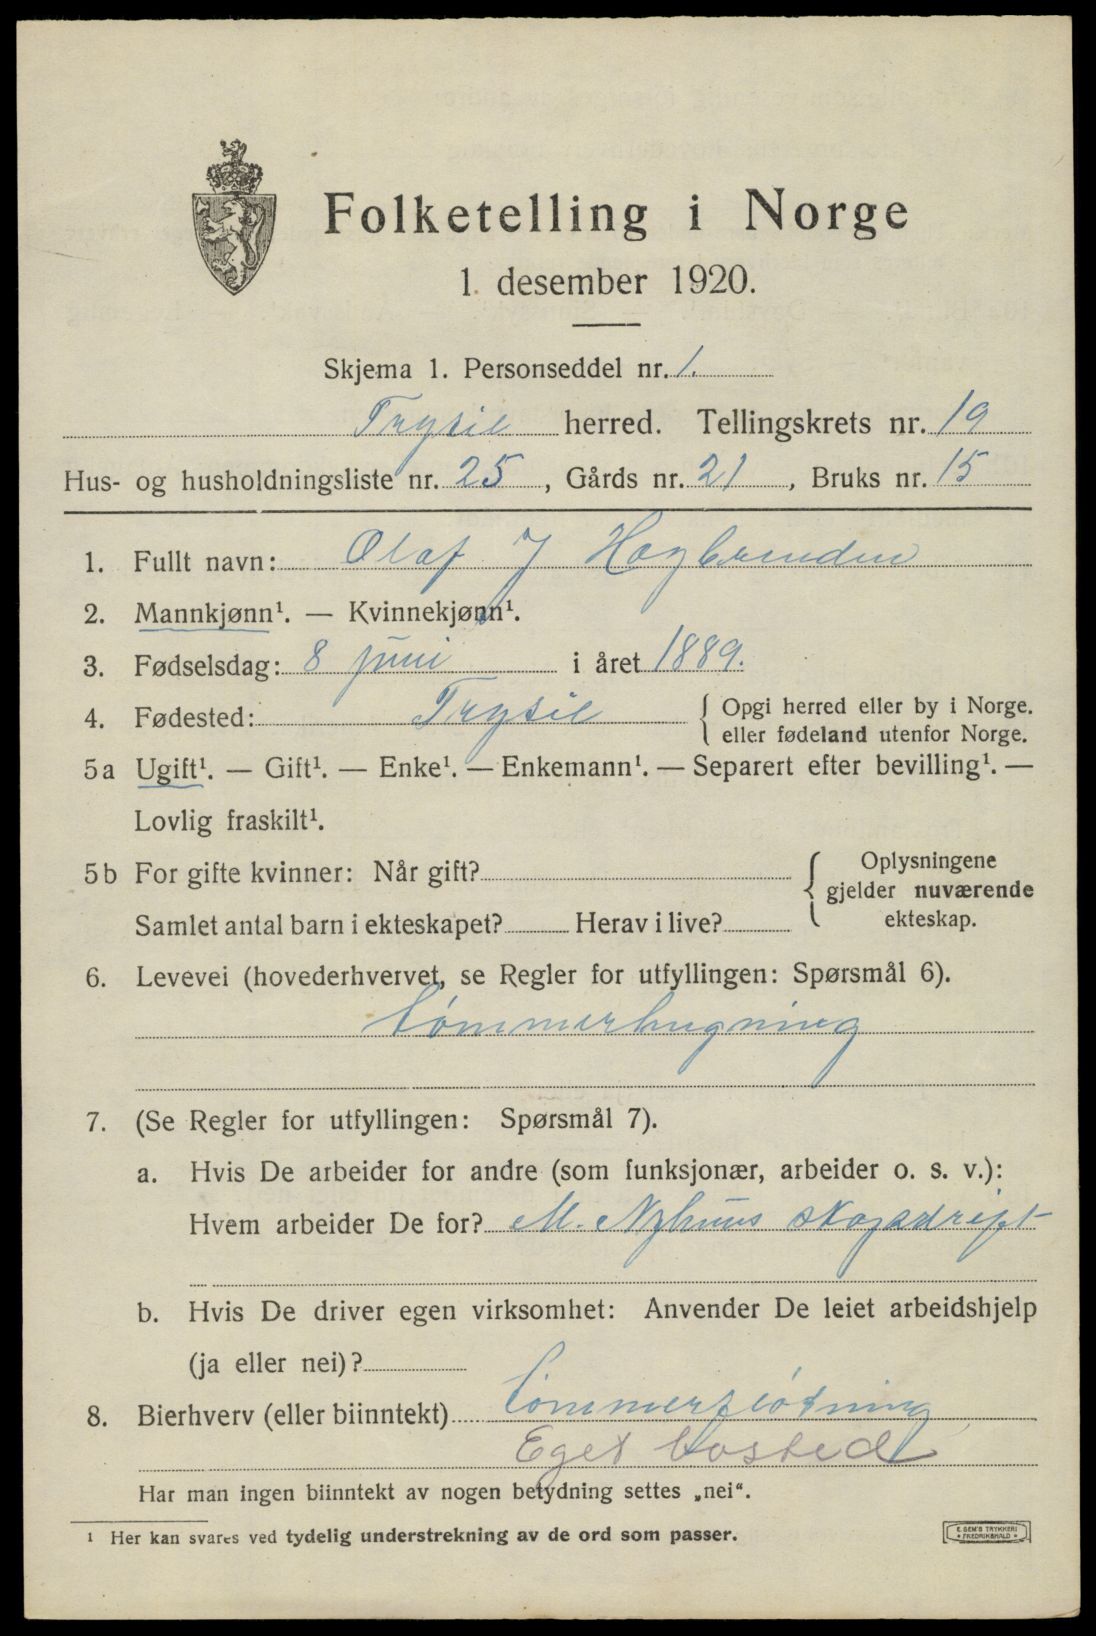 Folketelling i Norge
1. desember 1920.
Skjema 1. Personseddel nr. 1.
Trysil herred. Tellingskrets nr. 19
Hus- og husholdningsliste nr. 25, Gårds nr. 21, Bruks nr. 15
1. Fullt navn: Olaf J Hagbrenden
2. Mannkjønn¹. — Kvinnekjønn¹.
3. Fødselsdag: 8 juni i året 1889.
4. Fødested: Trysil { Opgi herred eller by i Norge.
eller fødeland utenfor Norge.
5a Ugift¹. — Gift¹. — Enke¹. — Enkemann¹. — Separert efter bevilling¹. —
Lovlig fraskilt¹.
5b For gifte kvinner: Når gift?
Samlet antal barn i ekteskapet? Herav i live?
{ Oplysningene
gjelder nuværende
ekteskap.
6. Levevei (hovederhvervet, se Regler for utfyllingen: Spørsmål 6).
Tømmerhugning
7. (Se Regler for utfyllingen: Spørsmål 7).
a. Hvis De arbeider for andre (som funksjonær, arbeider o. s. v.):
Hvem arbeider De for? M. Nyhuus skogsdrift
b. Hvis De driver egen virksomhet: Anvender De leiet arbeidshjelp
(ja eller nei)?
8. Bierhverv (eller biinntekt) Tømmerfløtning
Eget bosted
Har man ingen biinntekt av nogen betydning settes „nei“.
¹ Her kan svares ved tydelig understrekning av de ord som passer.
E. SEM'S TRYKKERI
FREDRIKSHALD